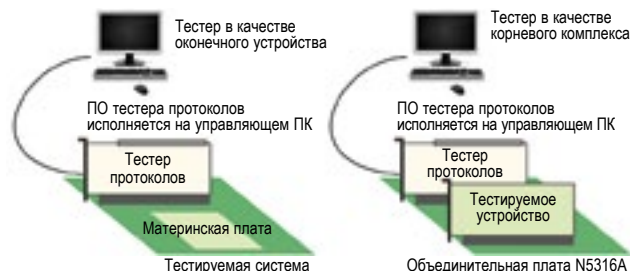 Тестер в качестве
оконечного устройства
ПО тестера протоколов
исполняется на управляющем ПК
Тестер
протоколов
Материнская плата
Тестируемая система
Тестер в качестве
корневого комплекса
ПО тестера протоколов
исполняется на управляющем ПК
Тестер
протоколов
Тестируемое
устройство
Объединительная плата N5316A